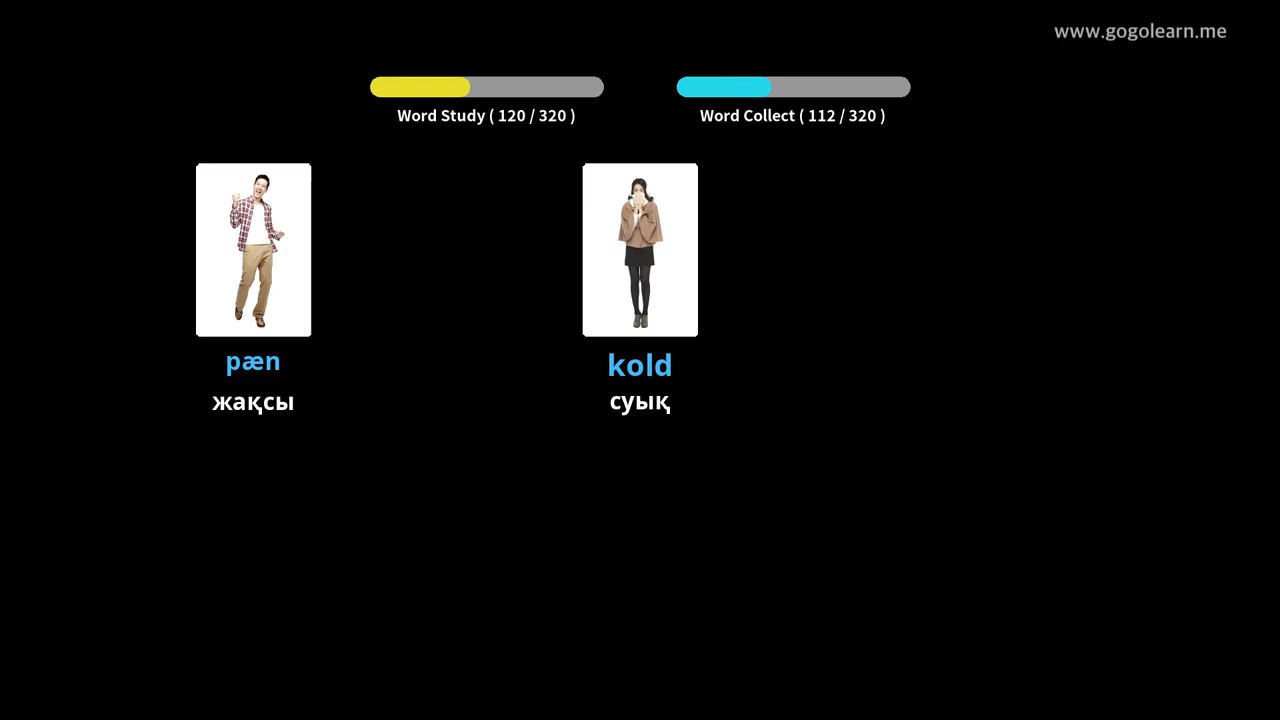 www.gogolearn.me
Word Study ( 120 / 320 )
Word Collect ( 112 / 320 )
pæn
жақсы
kold
суық